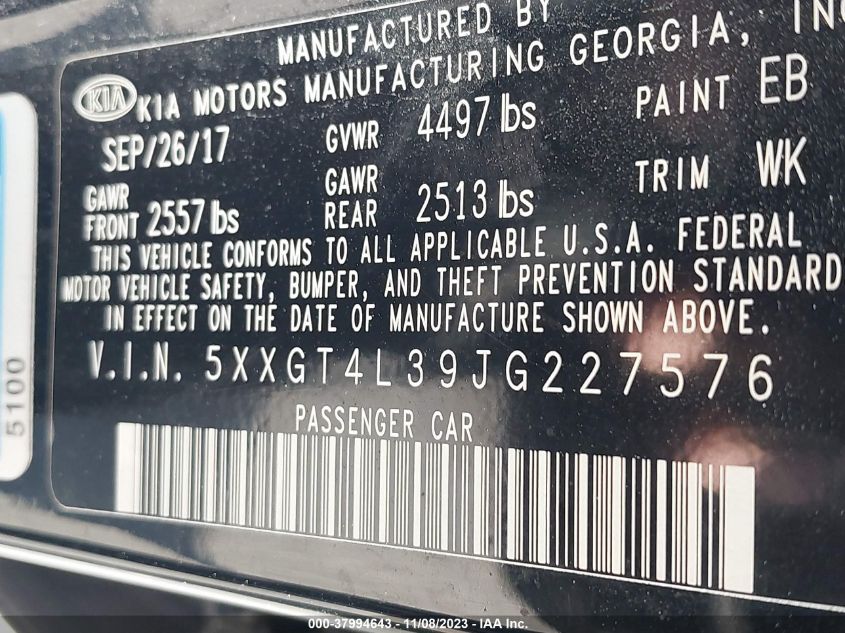 MANUFACTURED BY
KIA KIA MOTORS MANUFACTURING GEORGIA, INC
SEP/26/17 GVWR 4497 lbs PAINT EB
GAWR FRONT 2557 lbs GAWR REAR 2513 lbs TRIM WK
THIS VEHICLE CONFORMS TO ALL APPLICABLE U.S.A. FEDERAL
MOTOR VEHICLE SAFETY, BUMPER, AND THEFT PREVENTION STANDARD
IN EFFECT ON THE DATE OF MANUFACTURE SHOWN ABOVE.
V.I.N. 5XXGT4L39JG227576
PASSENGER CAR
5100
000-37994643 - 11/08/2023 - IAA Inc.